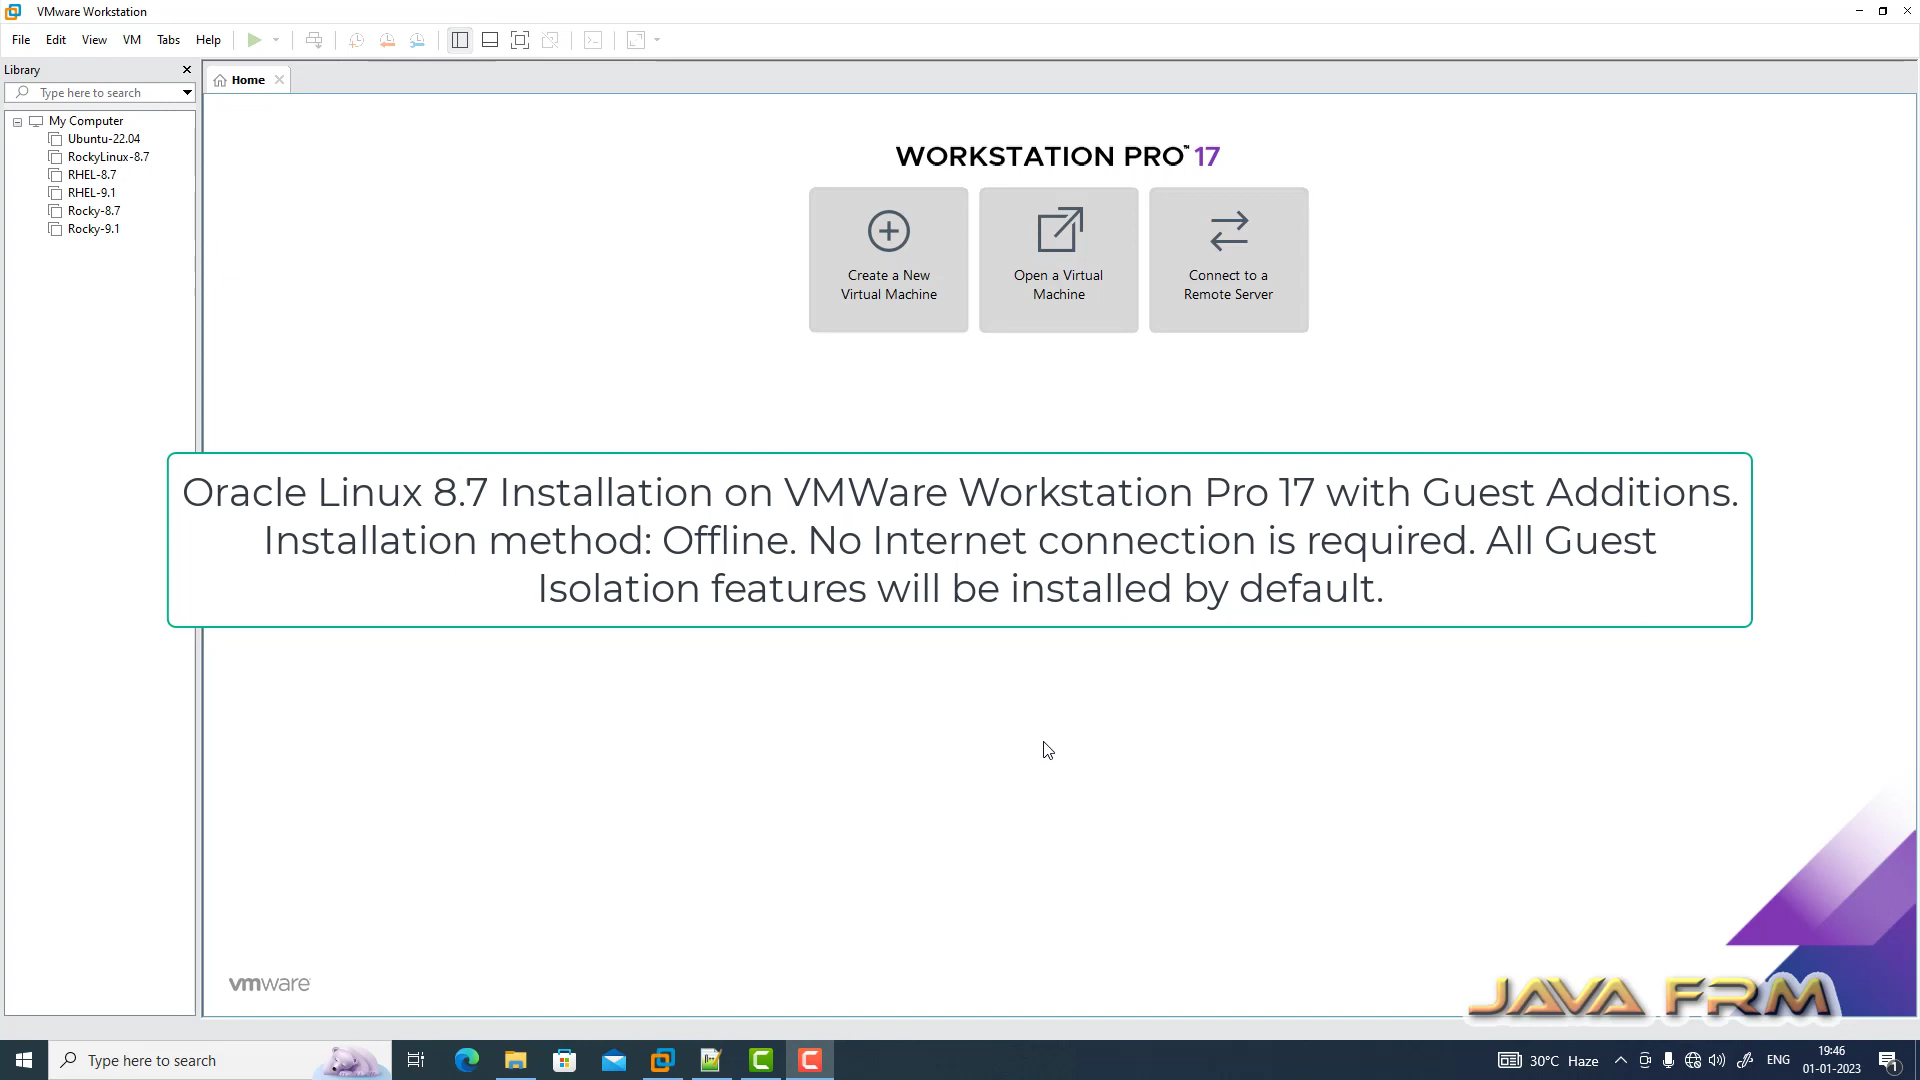 VMware Workstation
File Edit View VM Tabs Help
Library
Type here to search
Home
My Computer
Ubuntu-22.04
RockyLinux-8.7
RHEL-8.7
RHEL-9.1
Rocky-8.7
Rocky-9.1
WORKSTATION PRO™ 17
Create a New
Virtual Machine
Open a Virtual
Machine
Connect to a
Remote Server
Oracle Linux 8.7 Installation on VMWare Workstation Pro 17 with Guest Additions.
Installation method: Offline. No Internet connection is required. All Guest
Isolation features will be installed by default.
vmware
JAVA FRM
Type here to search
30°C Haze
ENG
19:46
01-01-2023
1